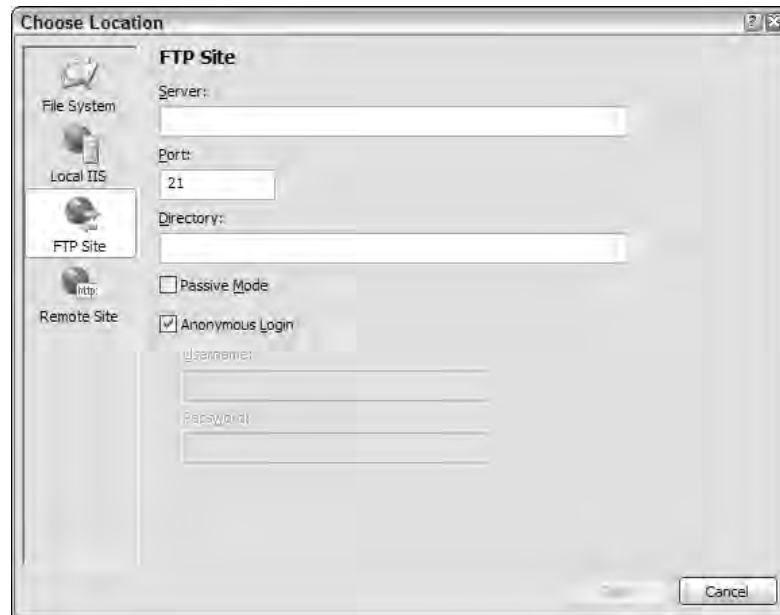 Choose Location
File System
Local IIS
FTP Site
http:
Remote Site
FTP Site
Server:
Port:
21
Directory:
Passive Mode
Anonymous Login
Username:
Password:
Cancel